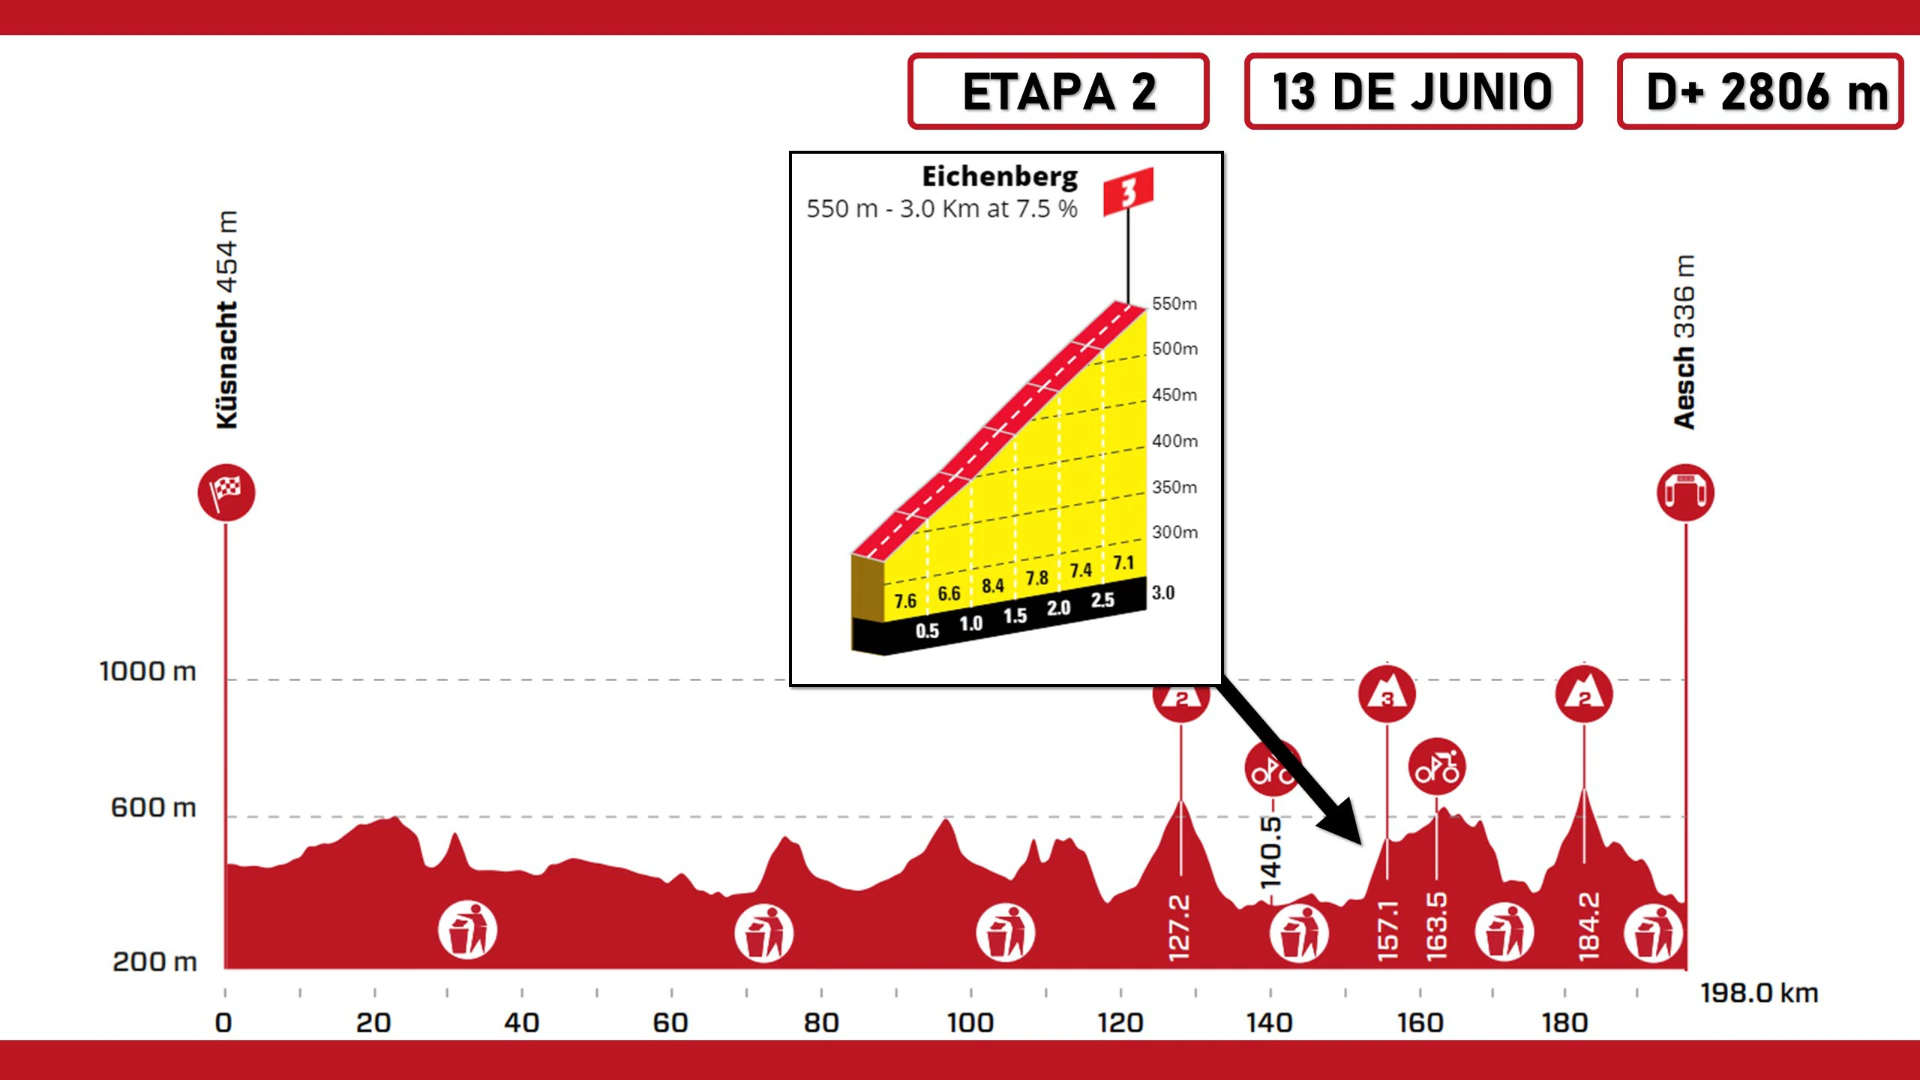 ETAPA 2
13 DE JUNIO
D+ 2806 m
Eichenberg
550 m - 3.0 Km at 7.5 %
3
550m
500m
450m
400m
350m
300m
7.6 6.6 8.4 7.8 7.4 7.1
0.5 1.0 1.5 2.0 2.5 3.0
Küsnacht 454 m
Aesch 336 m
1000 m
600 m
200 m
2
3
2
127.2
140.5
157.1
163.5
184.2
198.0 km
0 20 40 60 80 100 120 140 160 180